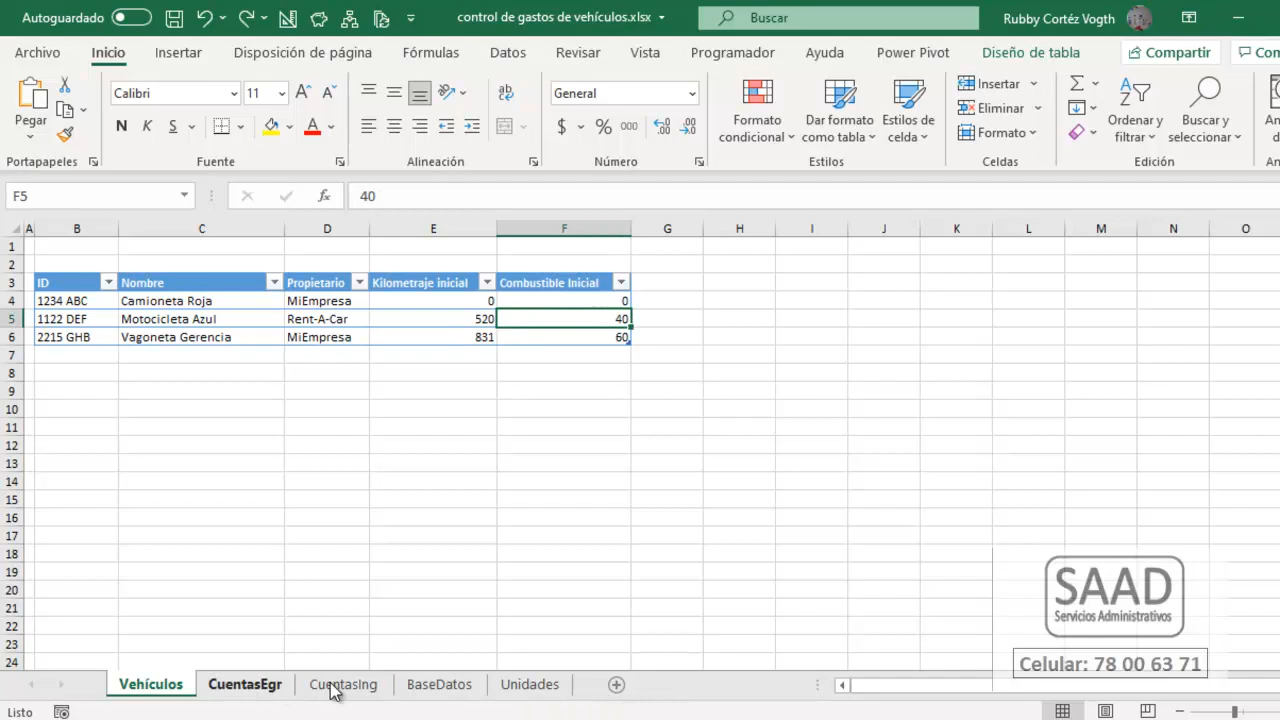 Autoguardado
control de gastos de vehículos.xlsx
Buscar
Rubby Cortéz Vogth
Archivo Inicio Insertar Disposición de página Fórmulas Datos Revisar Vista Programador Ayuda Power Pivot Diseño de tabla Compartir
Pegar
Calibri 11
N K S
General
$ % 000
Formato condicional
Dar formato como tabla
Estilos de celda
Insertar
Eliminar
Formato
Ordenar y filtrar
Buscar y seleccionar
Portapapeles Fuente Alineación Número Estilos Celdas Edición
F5 fx 40
A B C D E F G H I J K L M N O
1
2
3 ID Nombre Propietario Kilometraje inicial Combustible Inicial
4 1234 ABC Camioneta Roja MiEmpresa 0 0
5 1122 DEF Motocicleta Azul Rent-A-Car 520 40
6 2215 GHB Vagoneta Gerencia MiEmpresa 831 60
7
8
9
10
11
12
13
14
15
16
17
18
19
20
21
22
23
24
SAAD
Servicios Administrativos
Celular: 78 00 63 71
Vehículos CuentasEgr CuentasIng BaseDatos Unidades
Listo